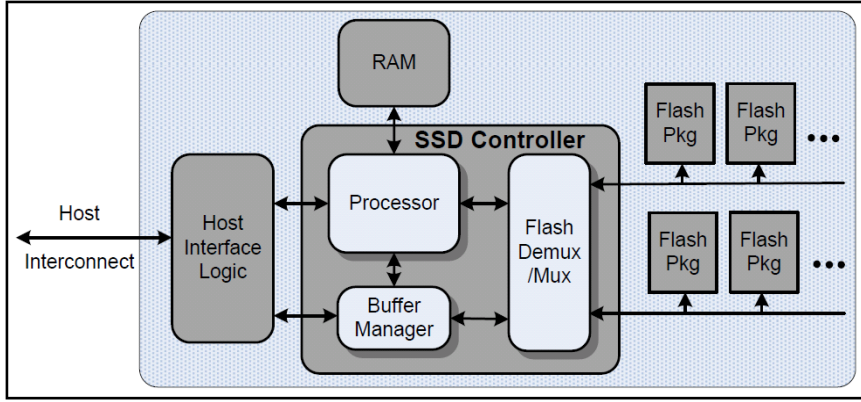 RAM
SSD Controller
Host
Interconnect
Host
Interface
Logic
Processor
Buffer
Manager
Flash
Demux
/Mux
Flash
Pkg
Flash
Pkg
...
Flash
Pkg
Flash
Pkg
...